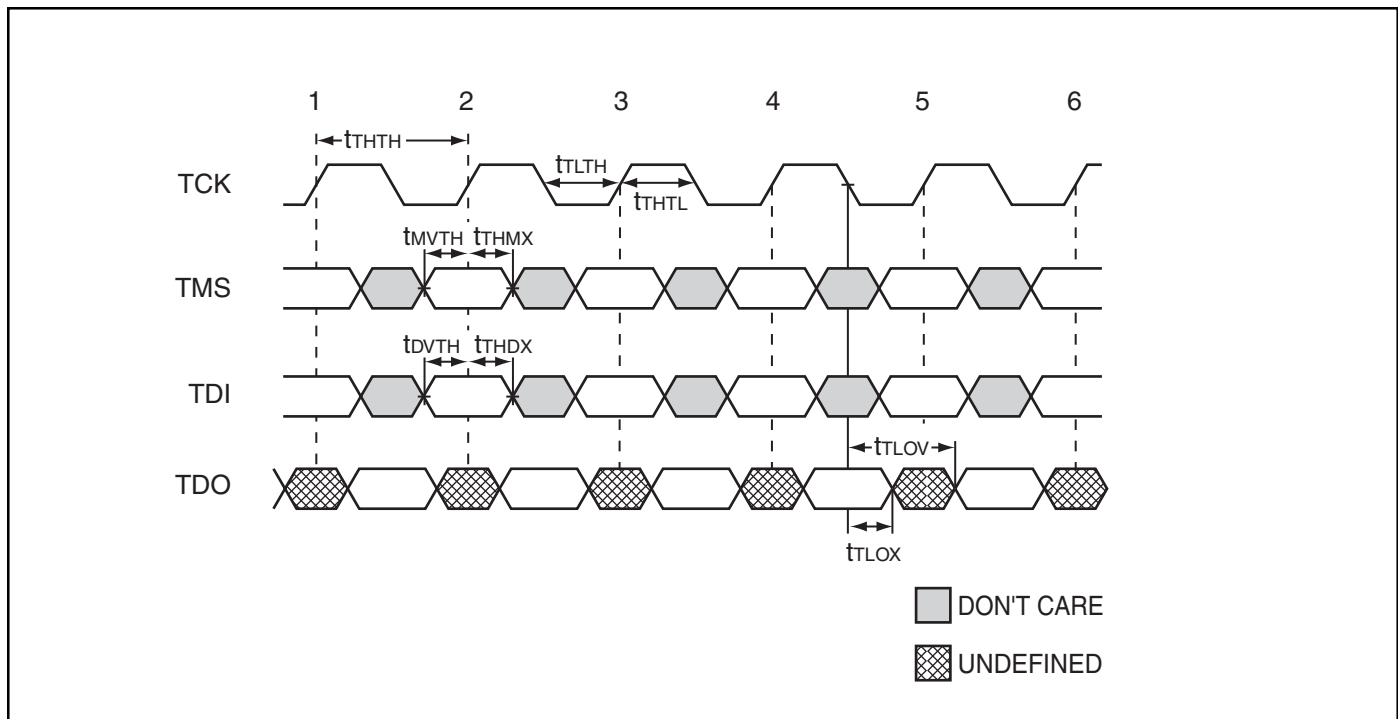 1 2 3 4 5 6
tTHTH
TCK
tTLTH
tTHTL
tMVTH tTHMX
TMS
tDVTH tTHDX
TDI
tTLOV
TDO
tTLOX
DON'T CARE
UNDEFINED